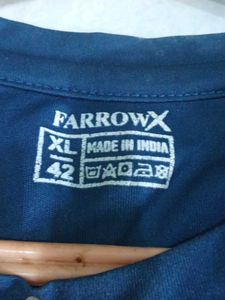 FARROWX
XL
42
MADE IN INDIA